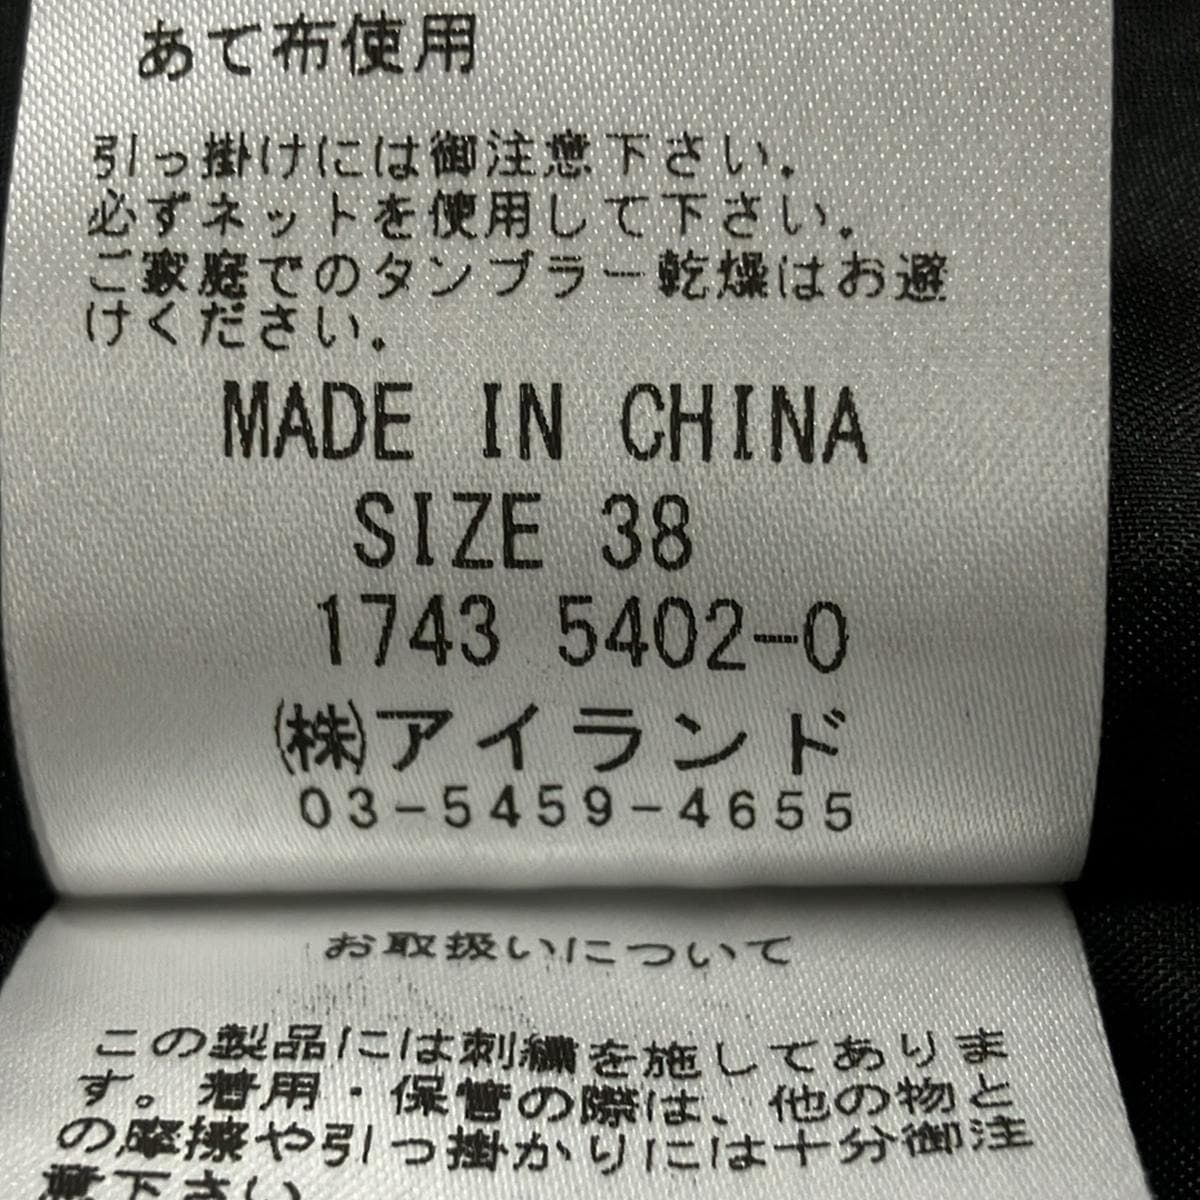 あて布使用
引っ掛けには御注意下さい.
必ずネットを使用して下さい.
ご家庭でのタンブラー乾燥はお避
けください.
MADE IN CHINA
SIZE 38
1743 5402-0
㈱アイランド
03-5459-4655
お取扱いについて
この製品には刺繍を施してありま
す。着用・保管の際は、他の物と
の摩擦や引っ掛かりには十分御注
意下さい